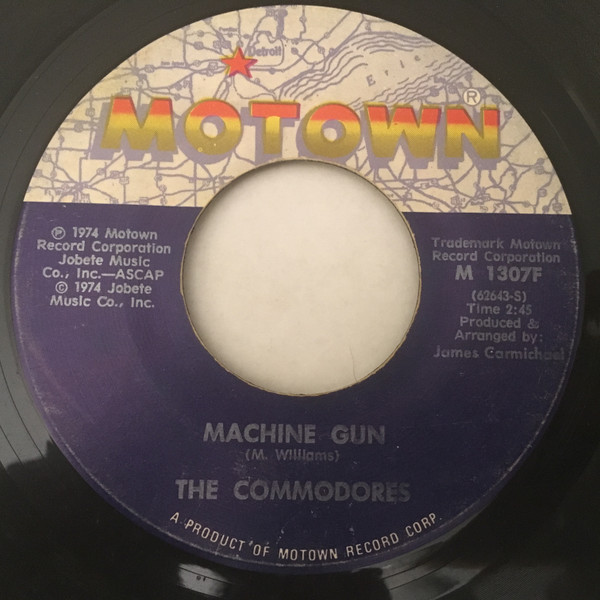 Detroit
Erie
MOTOWN®
℗ 1974 Motown
Record Corporation
Jobete Music
Co., Inc.—ASCAP
© 1974 Jobete
Music Co., Inc.
Trademark Motown
Record Corporation
M 1307F
(62643-S)
Time 2:45
Produced &
Arranged by:
James Carmichael
MACHINE GUN
(M. Williams)
THE COMMODORES
A PRODUCT OF MOTOWN RECORD CORP.